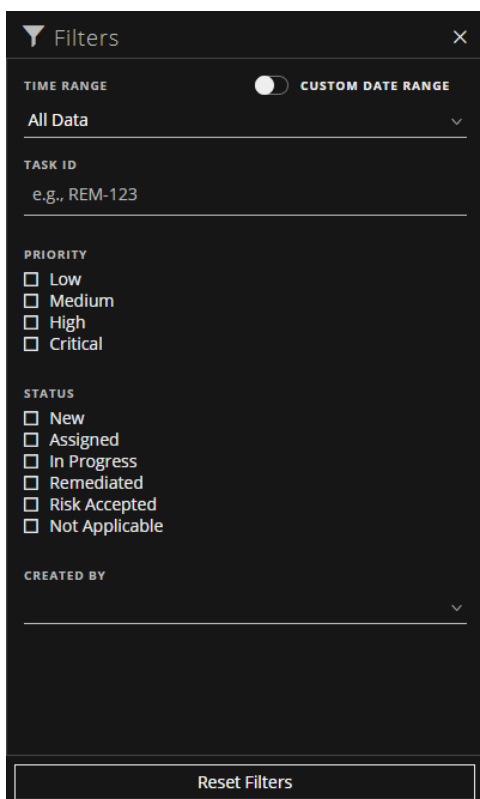 Filters
TIME RANGE CUSTOM DATE RANGE
All Data
TASK ID
e.g., REM-123
PRIORITY
Low
Medium
High
Critical
STATUS
New
Assigned
In Progress
Remediated
Risk Accepted
Not Applicable
CREATED BY
Reset Filters